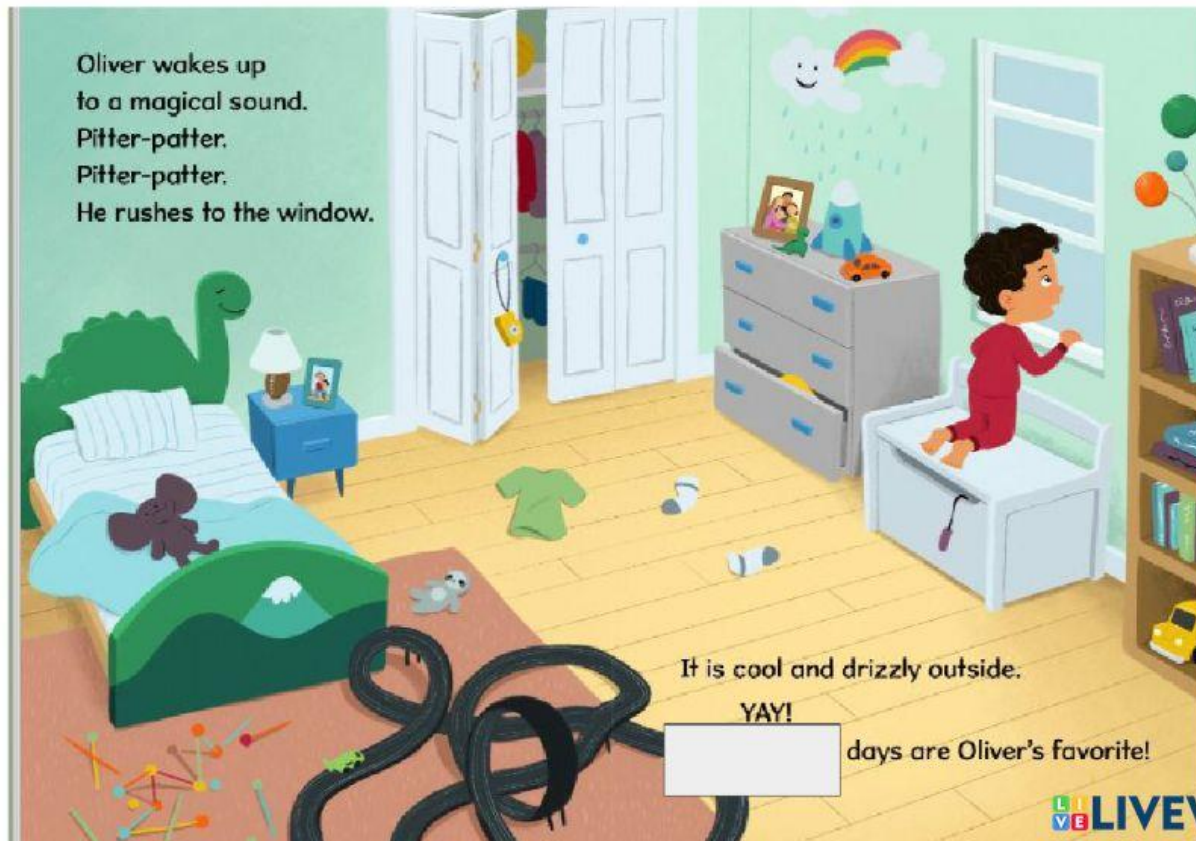 Oliver wakes up
to a magical sound.
Pitter-patter.
Pitter-patter.
He rushes to the window.
It is cool and drizzly outside.
YAY!
days are Oliver's favorite!
LIVE
LIVEV